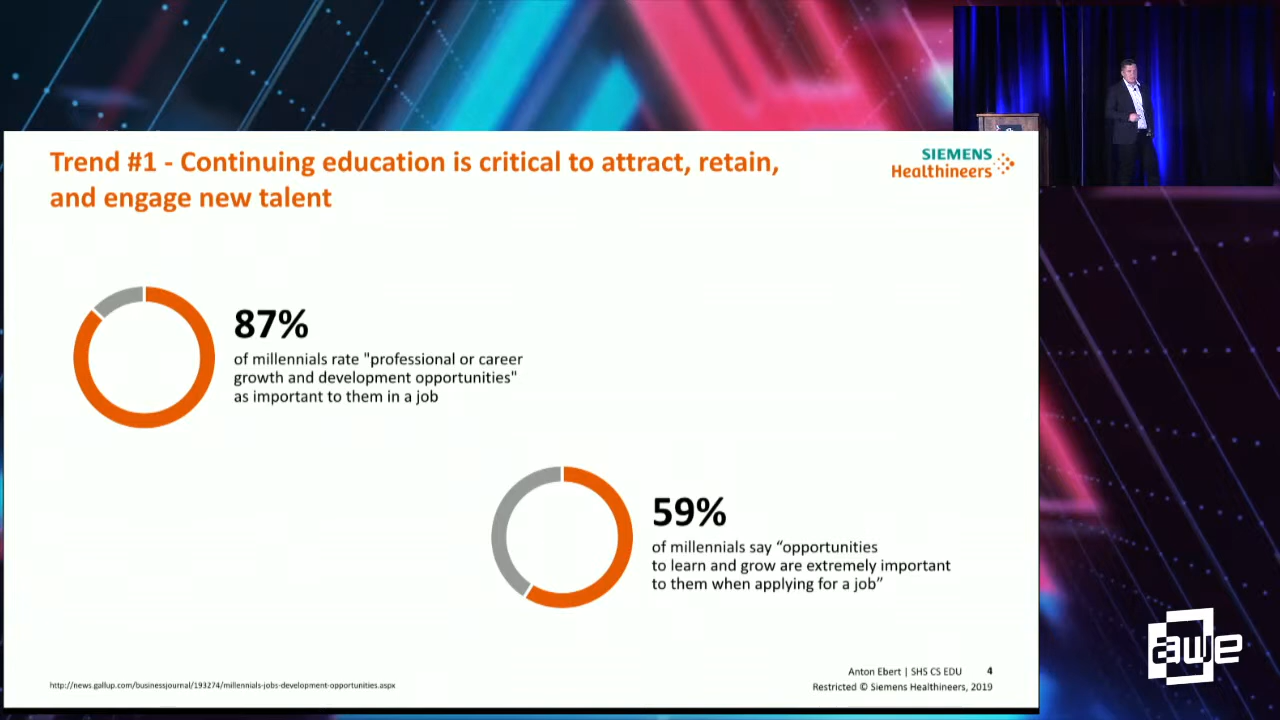 Trend #1 - Continuing education is critical to attract, retain,
and engage new talent
SIEMENS
Healthineers
87%
of millennials rate "professional or career
growth and development opportunities"
as important to them in a job
59%
of millennials say “opportunities
to learn and grow are extremely important
to them when applying for a job”
http://news.gallup.com/businessjournal/193274/millennials-jobs-development-opportunities.aspx
Anton Ebert | SHS CS EDU 4
Restricted © Siemens Healthineers, 2019
awe